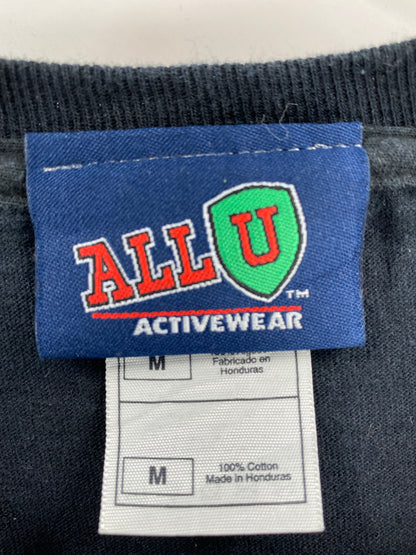 ALL U ™
ACTIVEWEAR
M
Fabricado en
Honduras
M
100% Cotton
Made in Honduras